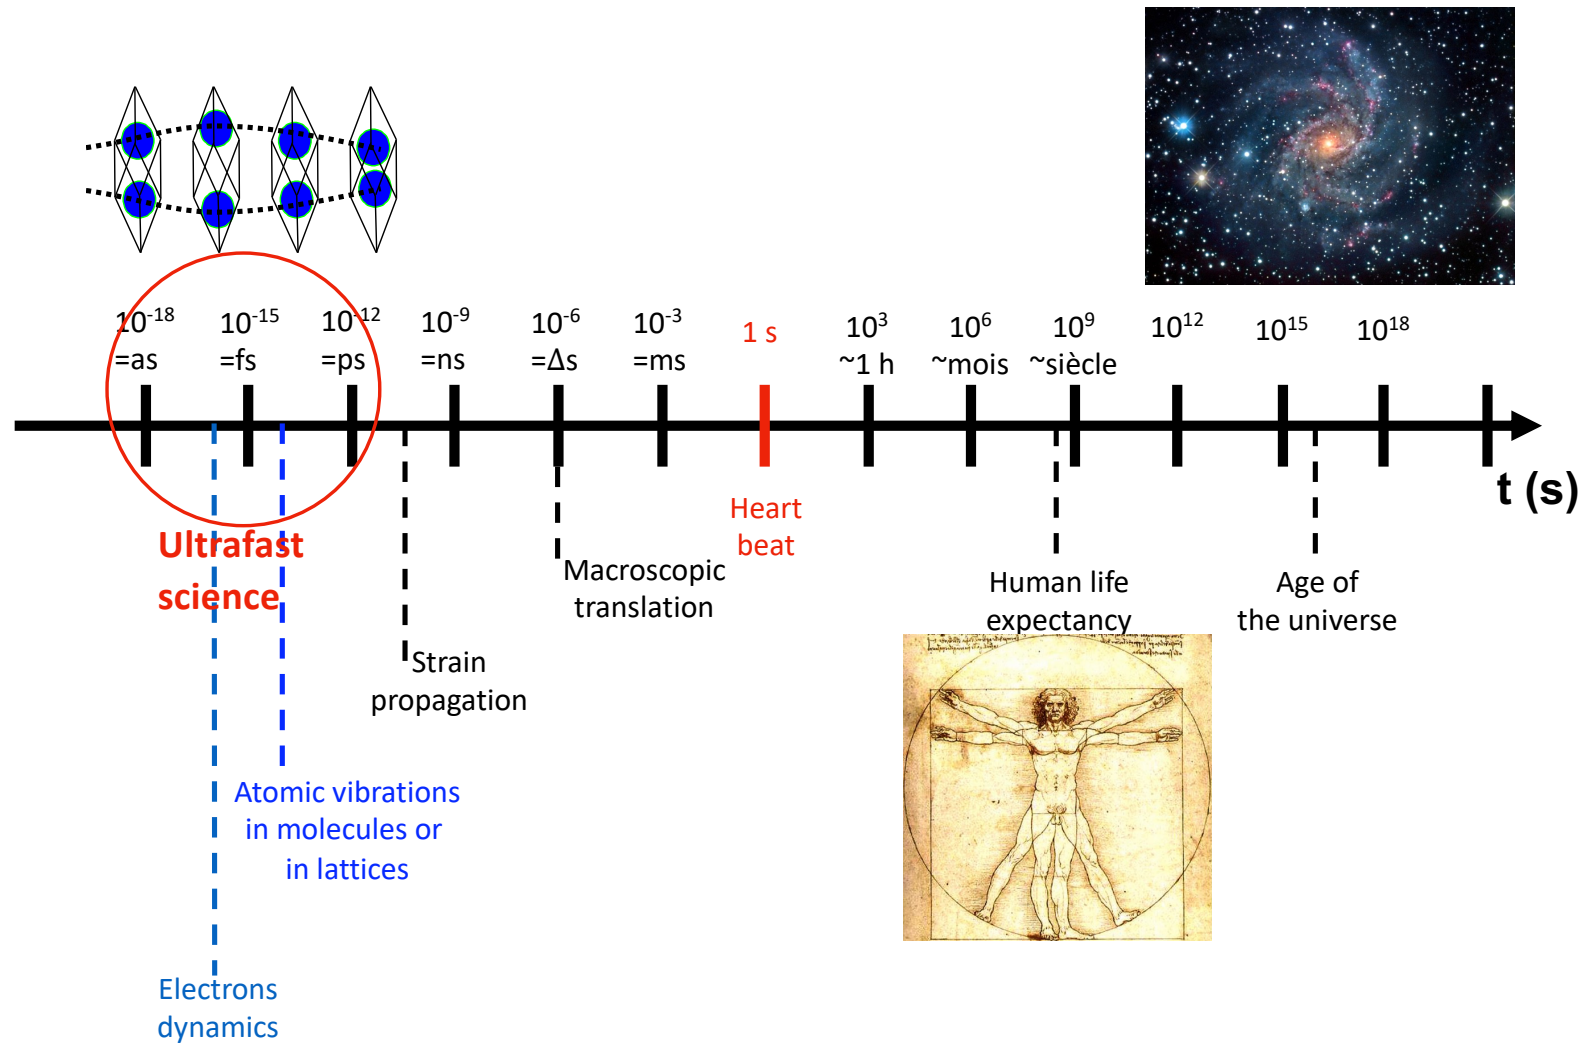 10⁻¹⁸ 10⁻¹⁵ 10⁻¹² 10⁻⁹ 10⁻⁶ 10⁻³ 1 s 10³ 10⁶ 10⁹ 10¹² 10¹⁵ 10¹⁸
=as =fs =ps =ns =Δs =ms ~1 h ~mois ~siècle
t (s)
Ultrafast
science
Heart
beat
Macroscopic
translation
Human life
expectancy
Age of
the universe
Strain
propagation
Atomic vibrations
in molecules or
in lattices
Electrons
dynamics